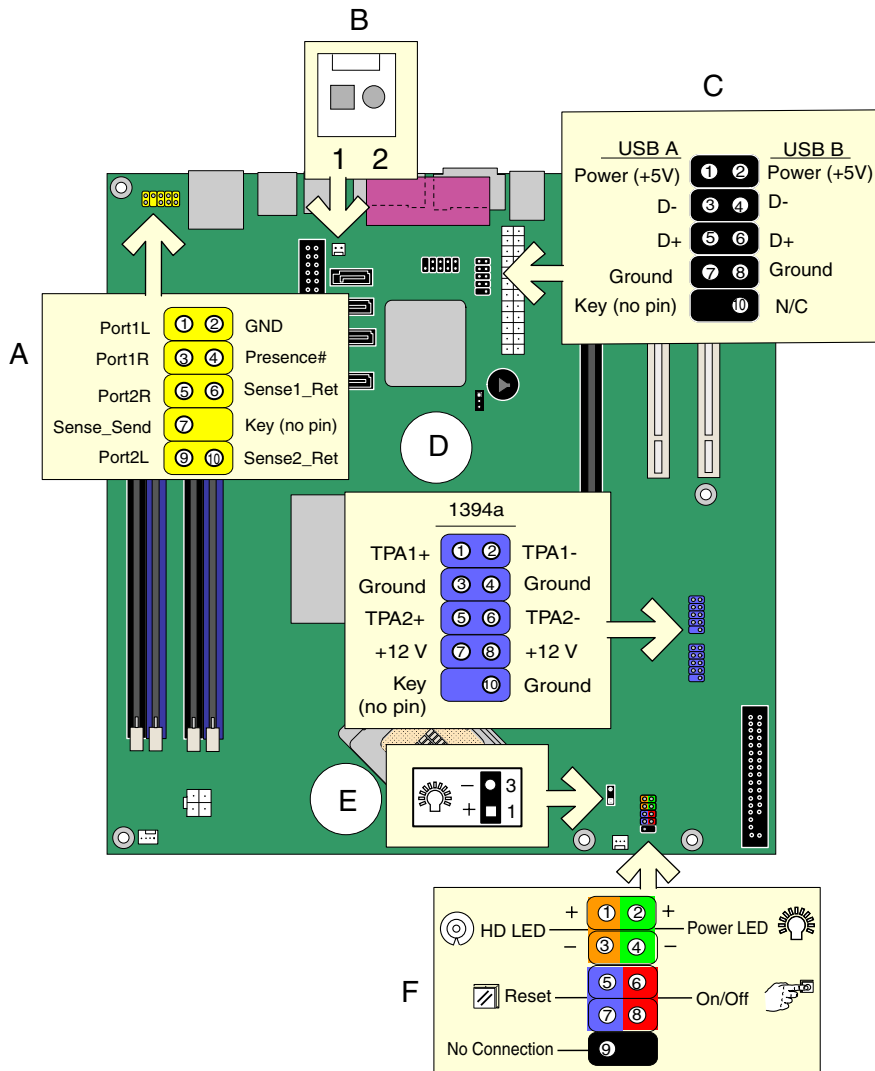 B
1 2
C
USB A USB B
Power (+5V) 1 2 Power (+5V)
D- 3 4 D-
D+ 5 6 D+
Ground 7 8 Ground
Key (no pin) 10 N/C
A
Port1L 1 2 GND
Port1R 3 4 Presence#
Port2R 5 6 Sense1_Ret
Sense_Send 7 Key (no pin)
Port2L 9 10 Sense2_Ret
D
1394a
TPA1+ 1 2 TPA1-
Ground 3 4 Ground
TPA2+ 5 6 TPA2-
+12 V 7 8 +12 V
Key
(no pin) 10 Ground
E
− 3
+ 1
F
+ 1 2 +
HD LED Power LED
− 3 4 −
5 6
Reset On/Off
7 8
No Connection 9